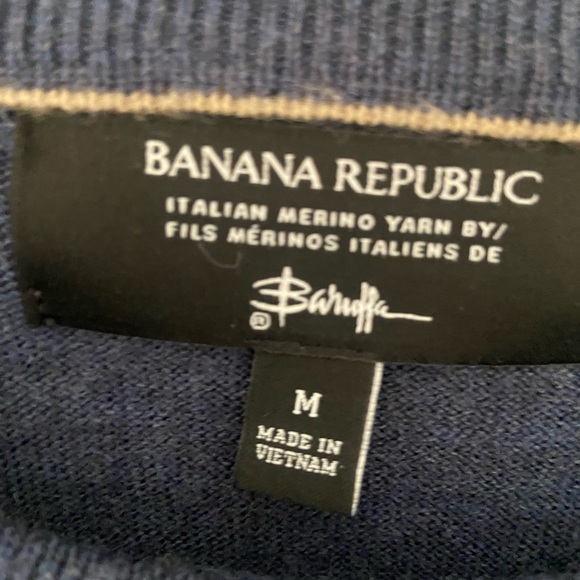 BANANA REPUBLIC
ITALIAN MERINO YARN BY/
FILS MÉRINOS ITALIENS DE
Baruffa
®
M
MADE IN
VIETNAM